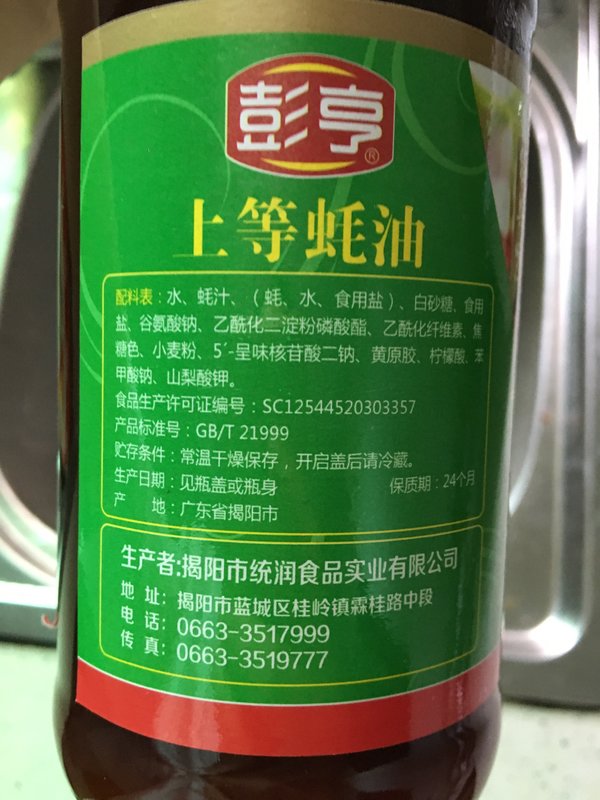 彭亨®
上等蚝油
配料表：水、蚝汁、（蚝、水、食用盐）、白砂糖、食用
盐、谷氨酸钠、乙酰化二淀粉磷酸酯、乙酰化纤维素、焦
糖色、小麦粉、5´-呈味核苷酸二钠、黄原胶、柠檬酸、苯
甲酸钠、山梨酸钾。
食品生产许可证编号：SC12544520303357
产品标准号：GB/T 21999
贮存条件：常温干燥保存，开启盖后请冷藏。
生产日期：见瓶盖或瓶身 保质期：24个月
产 地：广东省揭阳市
生产者:揭阳市统润食品实业有限公司
地 址：揭阳市蓝城区桂岭镇霖桂路中段
电 话：0663-3517999
传 真：0663-3519777